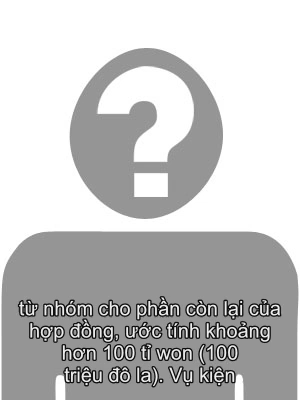 từ nhóm cho phần còn lại của
hợp đồng, ước tính khoảng
hơn 100 tỉ won (100
triệu đô la). Vụ kiện